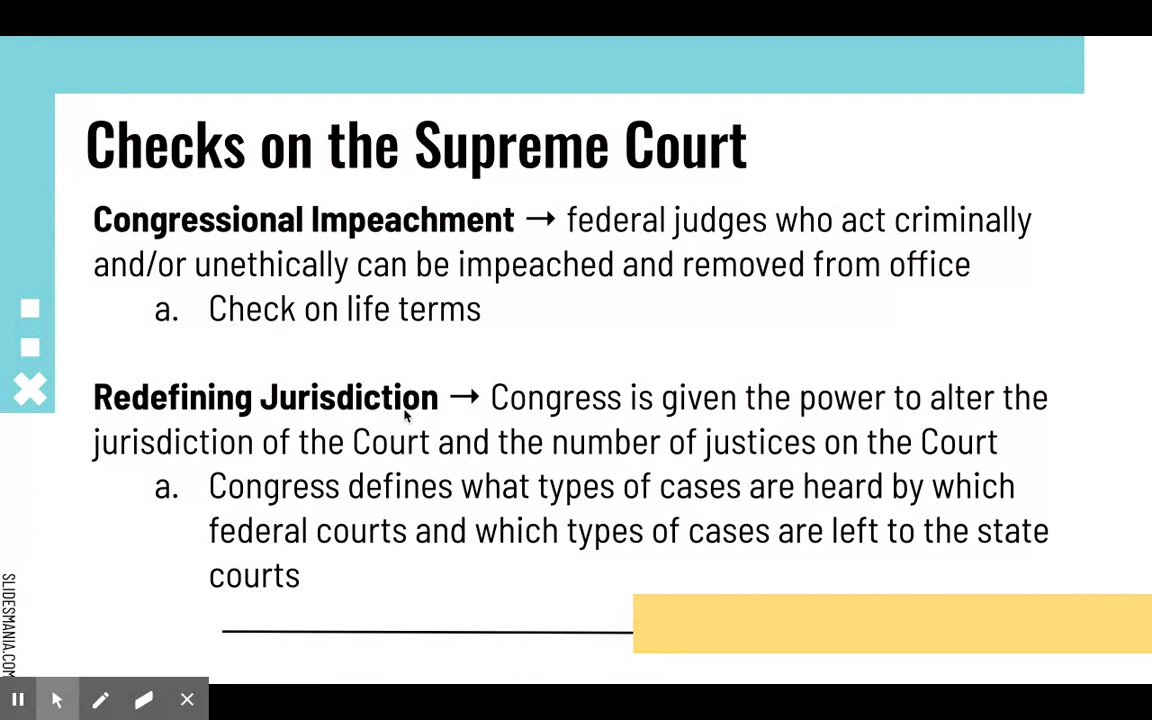 Checks on the Supreme Court
Congressional Impeachment → federal judges who act criminally
and/or unethically can be impeached and removed from office
a. Check on life terms
Redefining Jurisdiction → Congress is given the power to alter the
jurisdiction of the Court and the number of justices on the Court
a. Congress defines what types of cases are heard by which
federal courts and which types of cases are left to the state
courts
SLIDESMANIA.COM